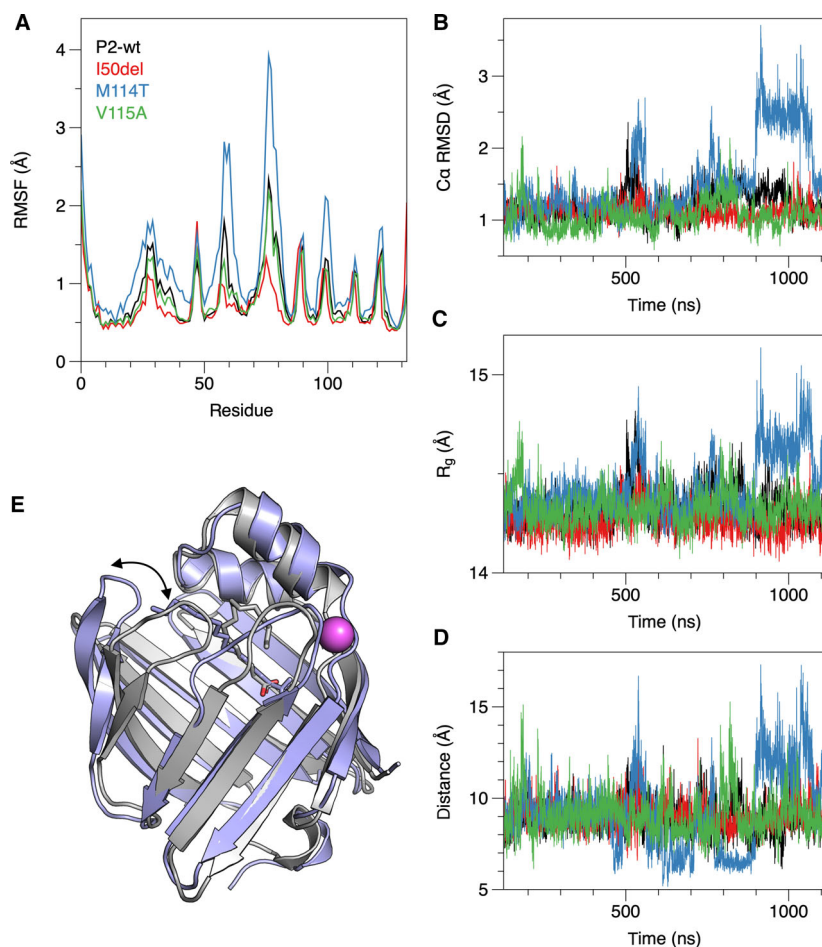 A
RMSF (Å)
4
3
2
1
0
P2-wt
I50del
M114T
V115A
0
50
100
Residue
B
Cα RMSD (Å)
3
2
1
500
1000
Time (ns)
C
Rg (Å)
15
14
500
1000
Time (ns)
D
Distance (Å)
15
10
5
500
1000
Time (ns)
E